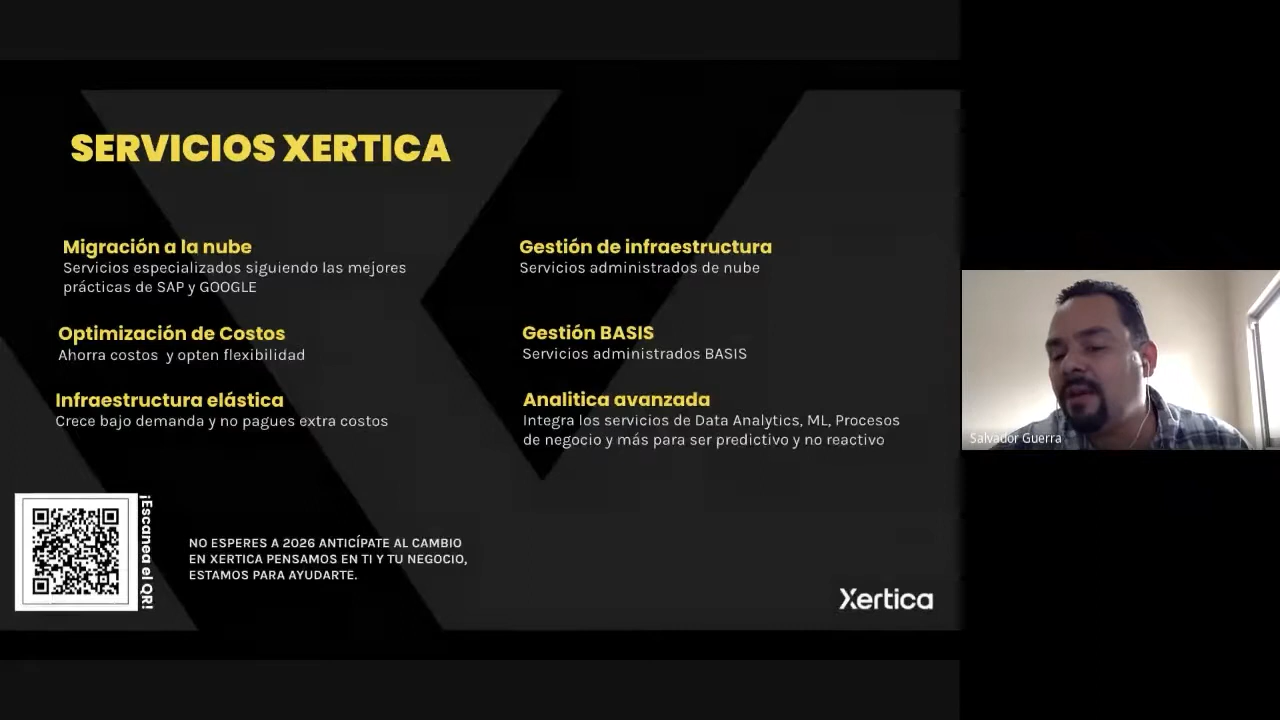 SERVICIOS XERTICA
Migración a la nube
Servicios especializados siguiendo las mejores
prácticas de SAP y GOOGLE
Optimización de Costos
Ahorra costos y opten flexibilidad
Infraestructura elástica
Crece bajo demanda y no pagues extra costos
Gestión de infraestructura
Servicios administrados de nube
Gestión BASIS
Servicios administrados BASIS
Analitica avanzada
Integra los servicios de Data Analytics, ML, Procesos
de negocio y más para ser predictivo y no reactivo
¡Escanea el QR!
NO ESPERES A 2026 ANTICÍPATE AL CAMBIO
EN XERTICA PENSAMOS EN TI Y TU NEGOCIO,
ESTAMOS PARA AYUDARTE.
Xertica
Salvador Guerra